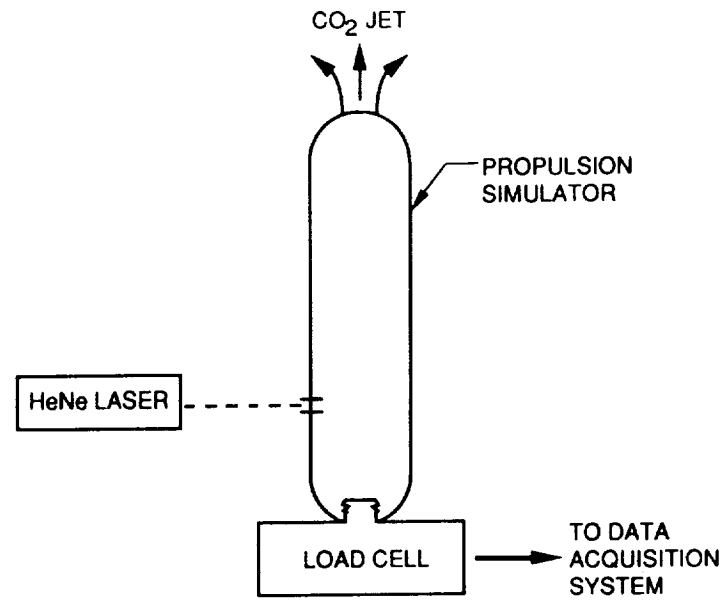 CO2 JET
PROPULSION
SIMULATOR
HeNe LASER
LOAD CELL
TO DATA
ACQUISITION
SYSTEM